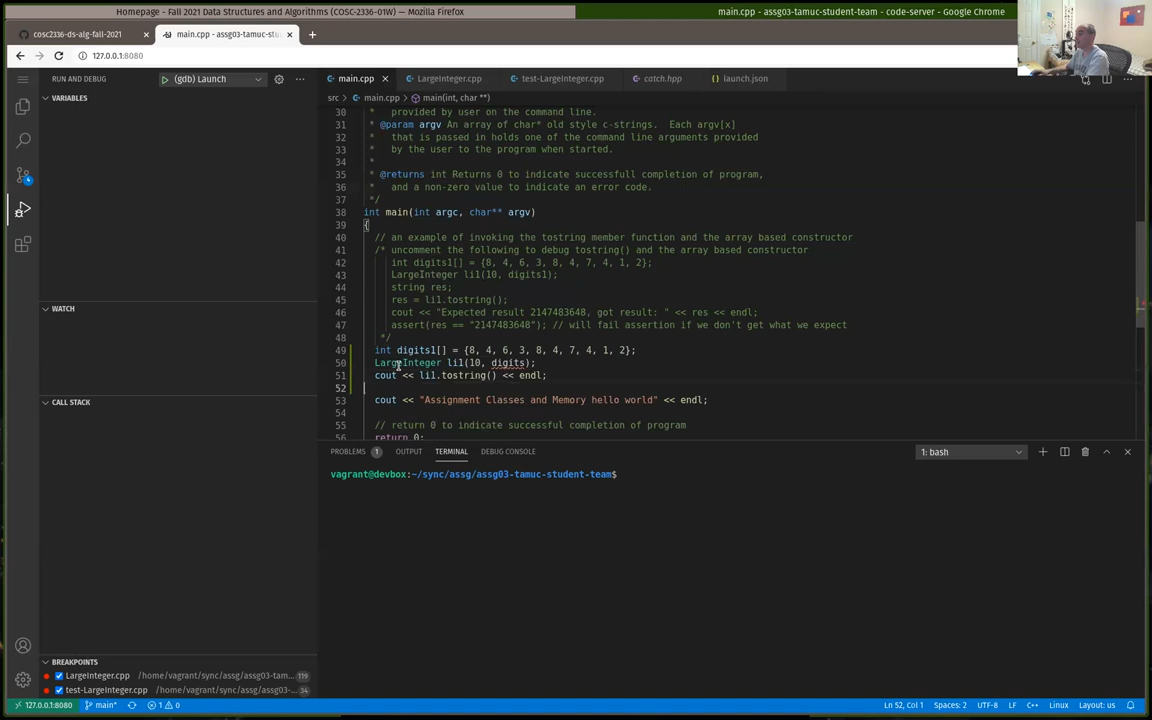 Homepage - Fall 2021 Data Structures and Algorithms (COSC-2336-01W) — Mozilla Firefox
main.cpp - assg03-tamuc-student-team - code-server - Google Chrome
cosc2336-ds-alg-fall-2021
main.cpp - assg03-tamuc-stu
127.0.0.1:8080
RUN AND DEBUG
(gdb) Launch
main.cpp
LargeInteger.cpp
test-LargeInteger.cpp
catch.hpp
launch.json
src > main.cpp > main(int, char **)
VARIABLES
WATCH
CALL STACK
BREAKPOINTS
LargeInteger.cpp /home/vagrant/sync/assg/assg03-tam... 119
test-LargeInteger.cpp /home/vagrant/sync/assg/assg03-... 34
30 * provided by user on the command line.
31 * @param argv An array of char* old style c-strings. Each argv[x]
32 * that is passed in holds one of the command line arguments provided
33 * by the user to the program when started.
34 *
35 * @returns int Returns 0 to indicate successfull completion of program,
36 * and a non-zero value to indicate an error code.
37 */
38 int main(int argc, char** argv)
39 {
40 // an example of invoking the tostring member function and the array based constructor
41 /* uncomment the following to debug tostring() and the array based constructor
42 int digits1[] = {8, 4, 6, 3, 8, 4, 7, 4, 1, 2};
43 LargeInteger li1(10, digits1);
44 string res;
45 res = li1.tostring();
46 cout << "Expected result 2147483648, got result: " << res << endl;
47 assert(res == "2147483648"); // will fail assertion if we don't get what we expect
48 */
49 int digits1[] = {8, 4, 6, 3, 8, 4, 7, 4, 1, 2};
50 LargeInteger li1(10, digits);
51 cout << li1.tostring() << endl;
52
53 cout << "Assignment Classes and Memory hello world" << endl;
54
55 // return 0 to indicate successful completion of program
56 return 0;
PROBLEMS 1 OUTPUT TERMINAL DEBUG CONSOLE
1: bash
vagrant@devbox:~/sync/assg/assg03-tamuc-student-team$
127.0.0.1:8080
main*
1 0
Ln 52, Col 1
Spaces: 2
UTF-8
LF
C++
Linux
Layout: us